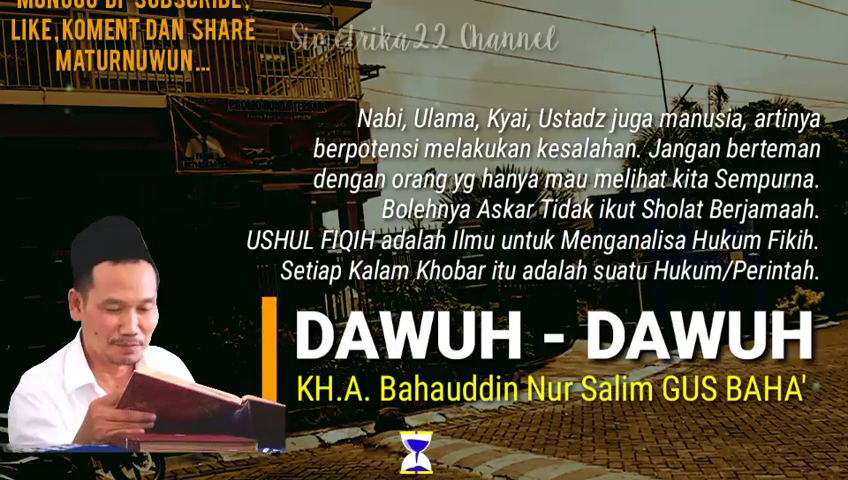 MONGGO DI SUBSCRIBE,
LIKE, KOMENT DAN SHARE
MATURNUWUN...
Simetrika22 Channel
Nabi, Ulama, Kyai, Ustadz juga manusia, artinya
berpotensi melakukan kesalahan. Jangan berteman
dengan orang yg hanya mau melihat kita Sempurna.
Bolehnya Askar Tidak ikut Sholat Berjamaah.
USHUL FIQIH adalah Ilmu untuk Menganalisa Hukum Fikih.
Setiap Kalam Khobar itu adalah suatu Hukum/Perintah.
DAWUH - DAWUH
KH.A. Bahauddin Nur Salim GUS BAHA'